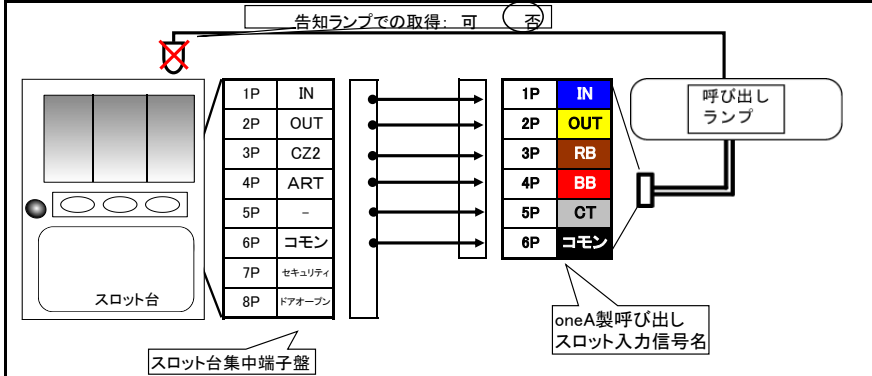 告知ランプでの取得: 可 否
呼び出し
ランプ
1P IN
2P OUT
3P CZ2
4P ART
5P -
6P コモン
7P セキュリティ
8P ドアオープン
1P IN
2P OUT
3P RB
4P BB
5P CT
6P コモン
スロット台
oneA製呼び出し
スロット入力信号名
スロット台集中端子盤